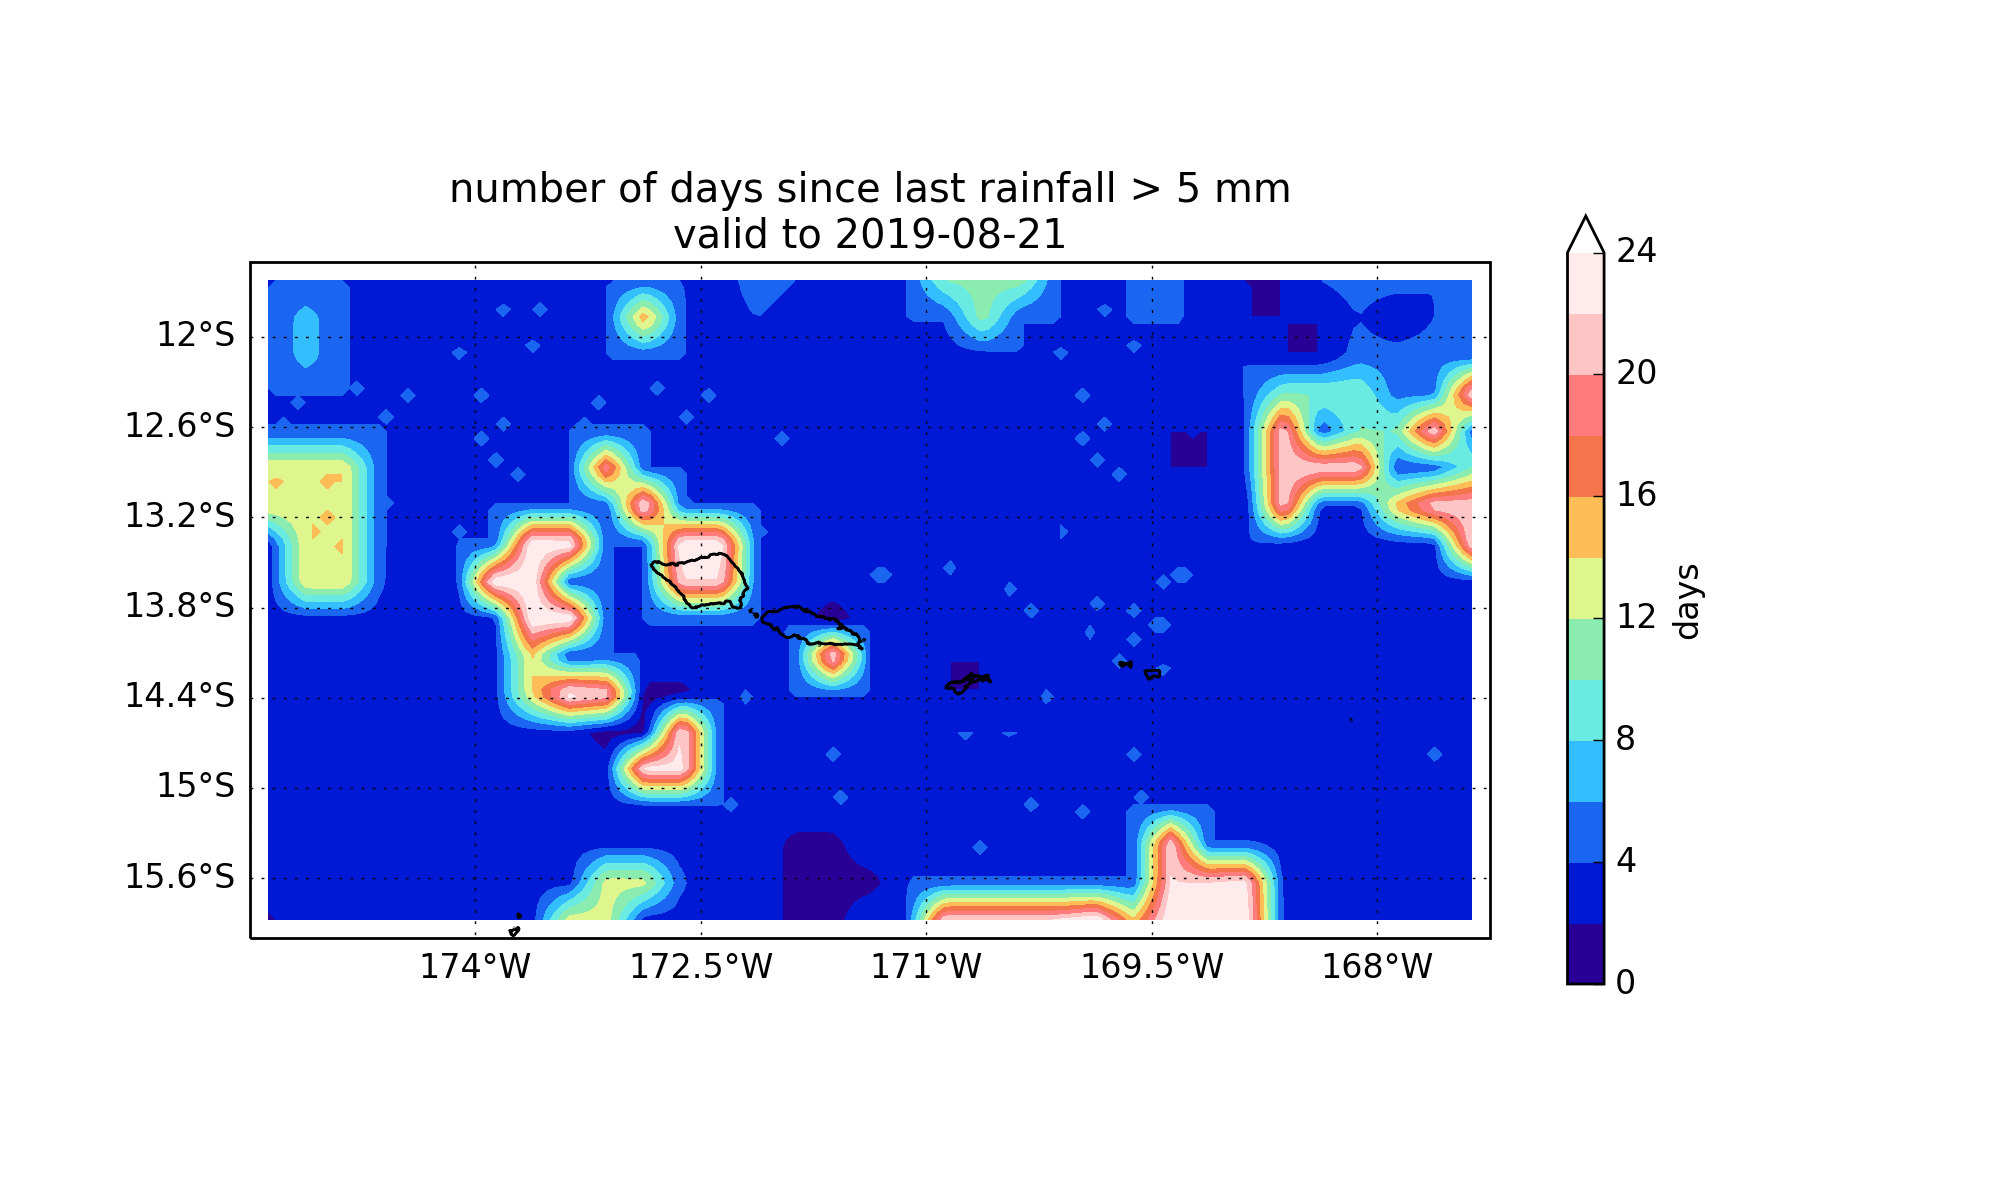 number of days since last rainfall > 5 mm
valid to 2019-08-21
12°S
12.6°S
13.2°S
13.8°S
14.4°S
15°S
15.6°S
174°W
172.5°W
171°W
169.5°W
168°W
24
20
16
12
8
4
0
days